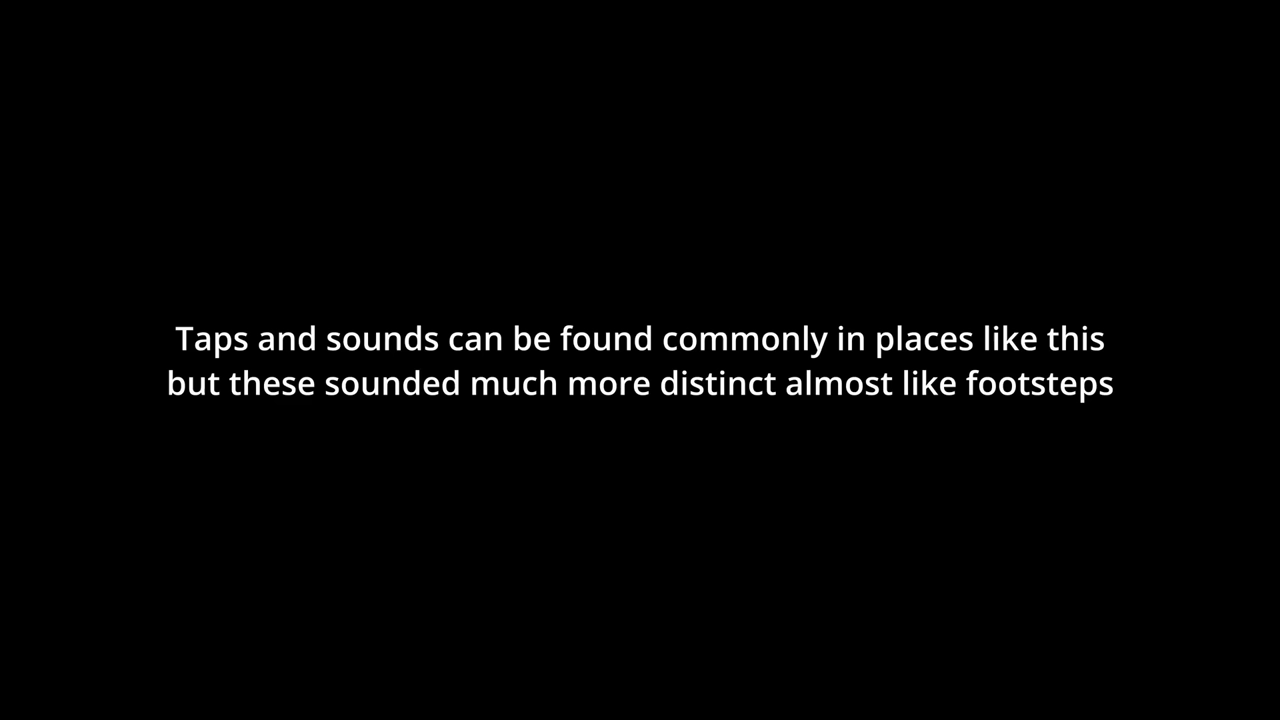 Taps and sounds can be found commonly in places like this
but these sounded much more distinct almost like footsteps